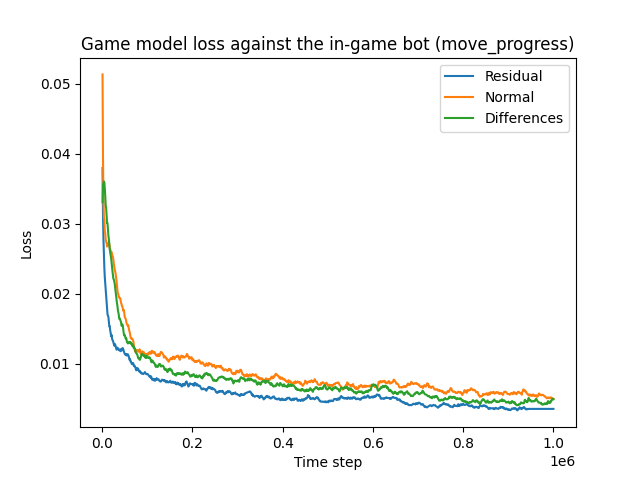 Game model loss against the in-game bot (move_progress)
Residual
Normal
Differences
Loss
0.05
0.04
0.03
0.02
0.01
0.0 0.2 0.4 0.6 0.8 1.0
1e6
Time step